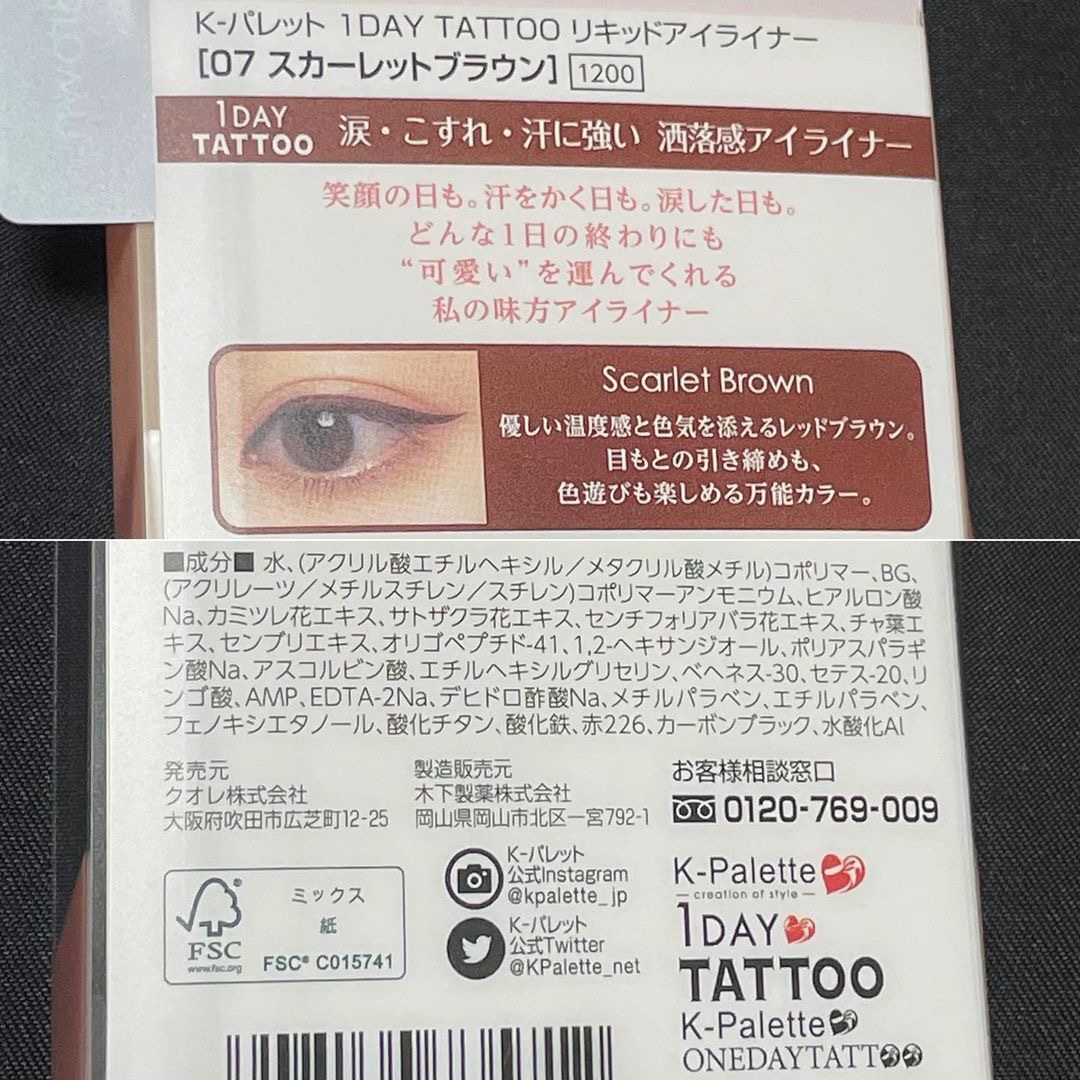 K-パレット 1DAY TATTOO リキッドアイライナー
[07 スカーレットブラウン] 1200
1DAY
TATTOO
涙・こすれ・汗に強い 洒落感アイライナー
笑顔の日も。汗をかく日も。涙した日も。
どんな1日の終わりにも
“可愛い”を運んでくれる
私の味方アイライナー
Scarlet Brown
優しい温度感と色気を添えるレッドブラウン。
目もとの引き締めも、
色遊びも楽しめる万能カラー。
■成分■ 水、(アクリル酸エチルヘキシル／メタクリル酸メチル)コポリマー、BG、
(アクリレーツ／メチルスチレン／スチレン)コポリマーアンモニウム、ヒアルロン酸
Na、カミツレ花エキス、サトザクラ花エキス、センチフォリアバラ花エキス、チャ葉エ
キス、センブリエキス、オリゴペプチド-41、1,2-ヘキサンジオール、ポリアスパラギ
ン酸Na、アスコルビン酸、エチルヘキシルグリセリン、ベヘネス-30、セテス-20、リ
ンゴ酸、AMP、EDTA-2Na、デヒドロ酢酸Na、メチルパラベン、エチルパラベン、
フェノキシエタノール、酸化チタン、酸化鉄、赤226、カーボンブラック、水酸化Al
発売元
クオレ株式会社
大阪府吹田市広芝町12-25
製造販売元
木下製薬株式会社
岡山県岡山市北区一宮792-1
お客様相談窓口
0120-769-009
FSC
www.fsc.org
ミックス
紙
FSC® C015741
K-パレット
公式Instagram
@kpalette_jp
K-パレット
公式Twitter
@KPalette_net
K-Palette
creation of style
1DAY
TATTOO
K-Palette
ONEDAYTATTOO